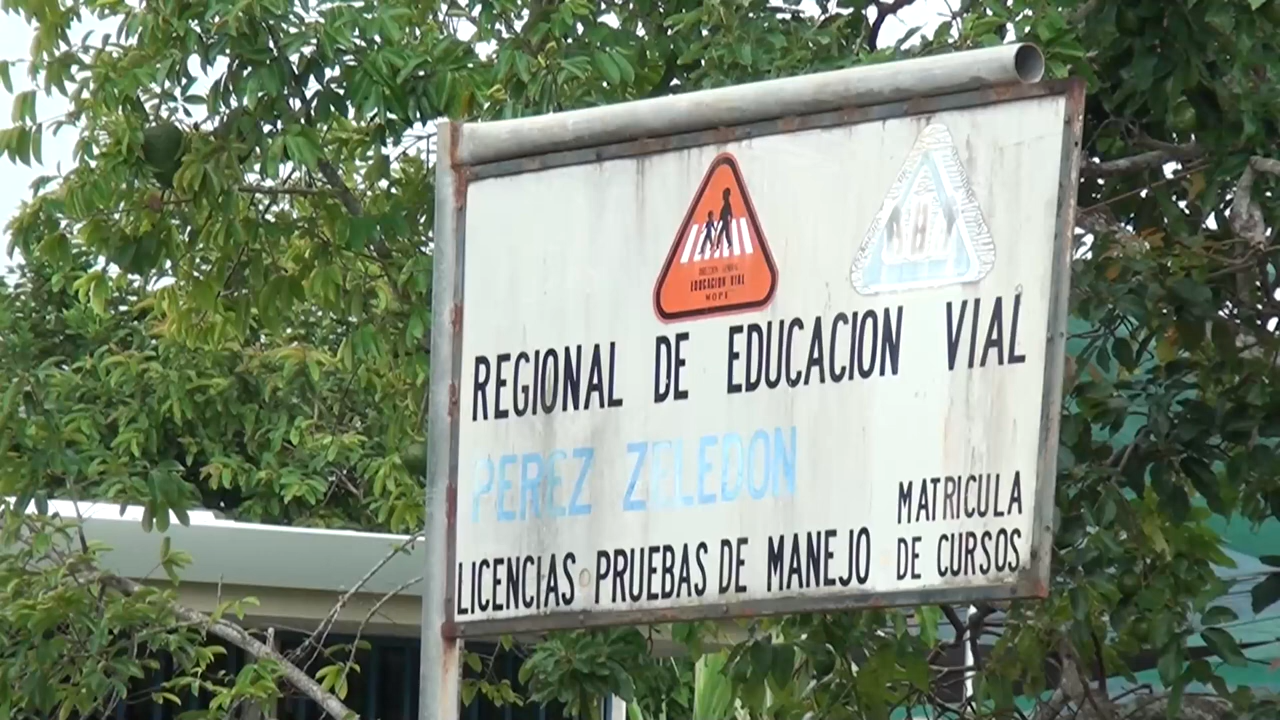 EDUCACION VIAL
MOPT
REGIONAL DE EDUCACION VIAL
PEREZ ZELEDON
MATRICULA
LICENCIAS PRUEBAS DE MANEJO DE CURSOS